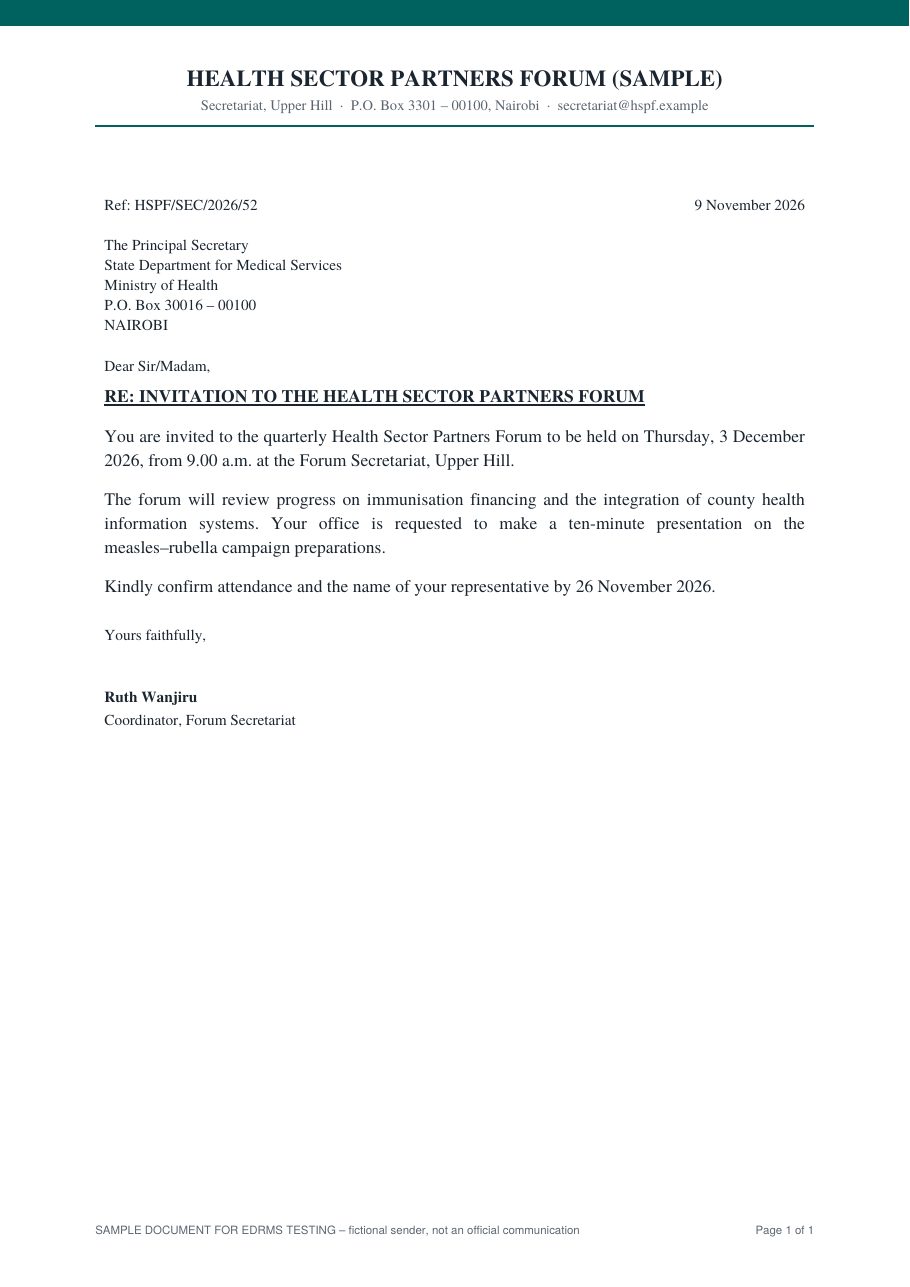 HEALTH SECTOR PARTNERS FORUM (SAMPLE)
Secretariat, Upper Hill · P.O. Box 3301 – 00100, Nairobi · secretariat@hspf.example
Ref: HSPF/SEC/2026/52 9 November 2026
The Principal Secretary
State Department for Medical Services
Ministry of Health
P.O. Box 30016 – 00100
NAIROBI
Dear Sir/Madam,
RE: INVITATION TO THE HEALTH SECTOR PARTNERS FORUM
You are invited to the quarterly Health Sector Partners Forum to be held on Thursday, 3 December
2026, from 9.00 a.m. at the Forum Secretariat, Upper Hill.
The forum will review progress on immunisation financing and the integration of county health
information systems. Your office is requested to make a ten-minute presentation on the
measles–rubella campaign preparations.
Kindly confirm attendance and the name of your representative by 26 November 2026.
Yours faithfully,
Ruth Wanjiru
Coordinator, Forum Secretariat
SAMPLE DOCUMENT FOR EDRMS TESTING – fictional sender, not an official communication Page 1 of 1